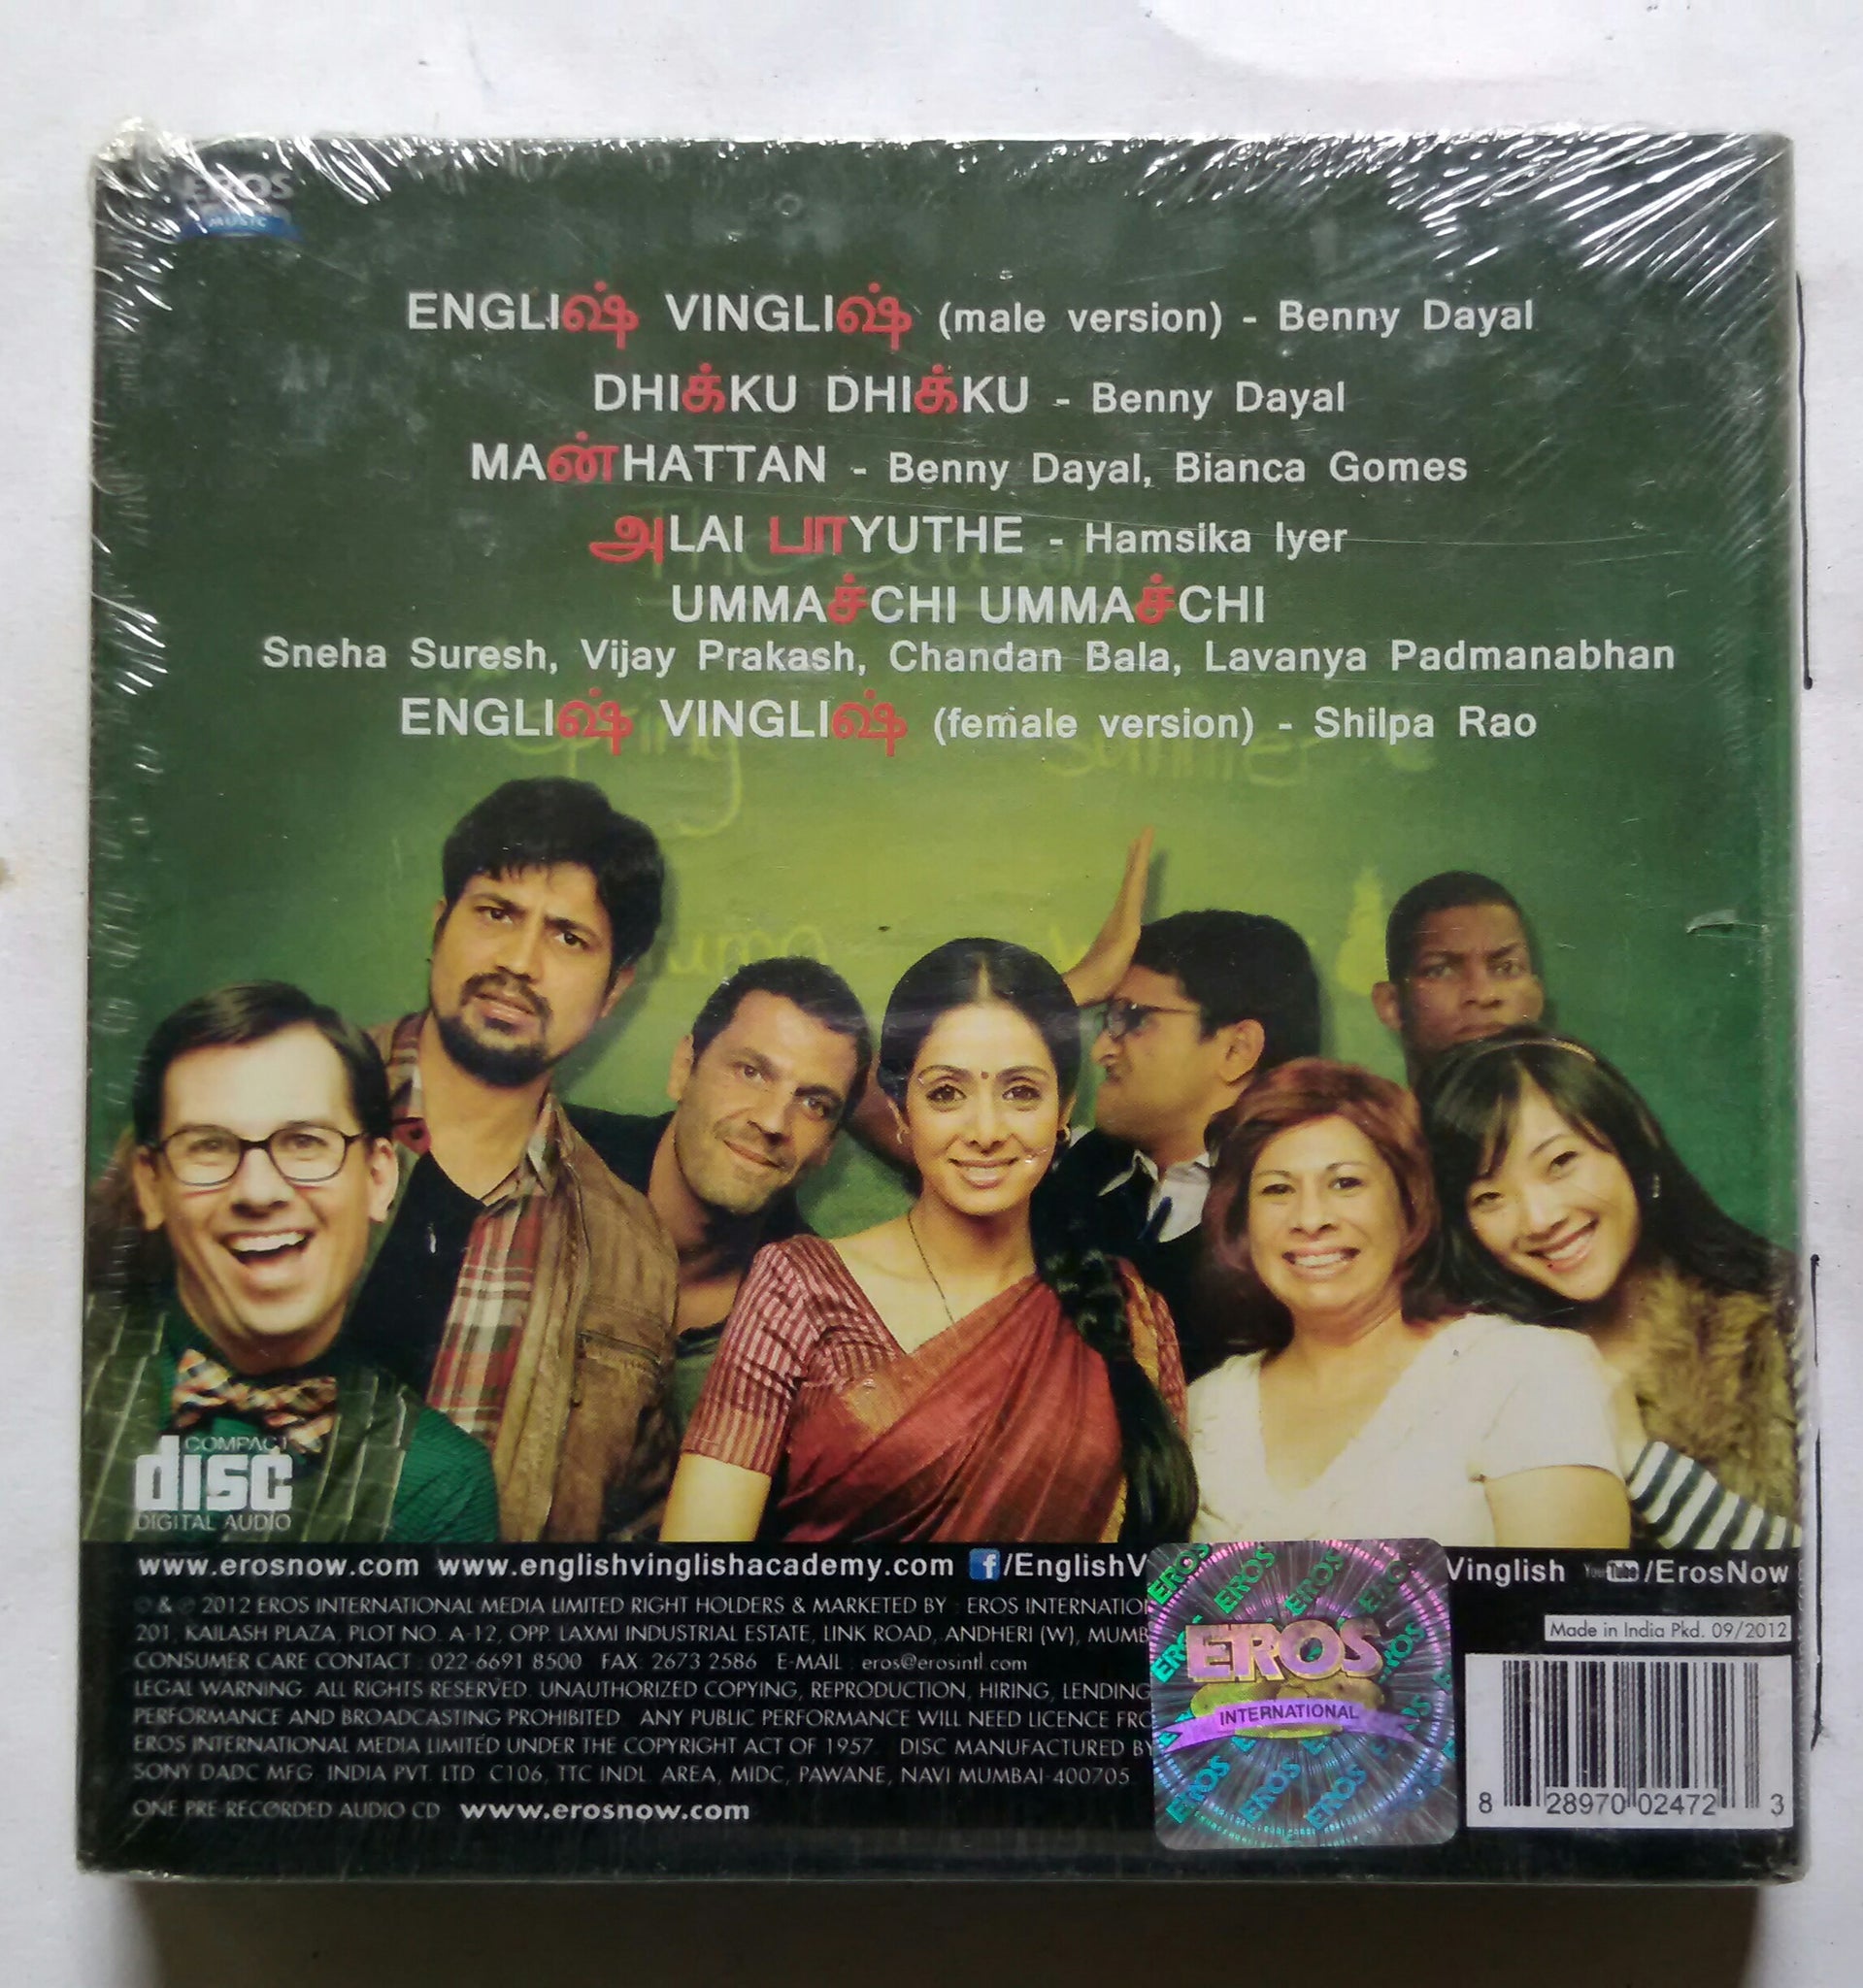 EROS
MUSIC
ENGLIஷ் VINGLIஷ் (male version) - Benny Dayal
DHIக்KU DHIக்KU - Benny Dayal
MAண்HATTAN - Benny Dayal, Bianca Gomes
அLAI பாYUTHE - Hamsika Iyer
UMMAச்CHI UMMAச்CHI
Sneha Suresh, Vijay Prakash, Chandan Bala, Lavanya Padmanabhan
ENGLIஷ் VINGLIஷ் (female version) - Shilpa Rao
Spring Summer
COMPACT
disc
DIGITAL AUDIO
www.erosnow.com www.englishvinglishacademy.com f/EnglishV Vinglish YouTube/ErosNow
& 2012 EROS INTERNATIONAL MEDIA LIMITED RIGHT HOLDERS & MARKETED BY : EROS INTERNATIO
201, KAILASH PLAZA, PLOT NO. A-12, OPP. LAXMI INDUSTRIAL ESTATE, LINK ROAD, ANDHERI (W), MUMB
CONSUMER CARE CONTACT : 022-6691 8500 FAX: 2673 2586 E-MAIL : eros@erosintl.com
LEGAL WARNING: ALL RIGHTS RESERVED. UNAUTHORIZED COPYING, REPRODUCTION, HIRING, LENDING
PERFORMANCE AND BROADCASTING PROHIBITED. ANY PUBLIC PERFORMANCE WILL NEED LICENCE FRO
EROS INTERNATIONAL MEDIA LIMITED UNDER THE COPYRIGHT ACT OF 1957. DISC MANUFACTURED BY
SONY DADC MFG. INDIA PVT. LTD. C106, TTC INDL. AREA, MIDC, PAWANE, NAVI MUMBAI-400705.
ONE PRE-RECORDED AUDIO CD www.erosnow.com
EROS
INTERNATIONAL
Made in India Pkd. 09/2012
8 28970 02472 3